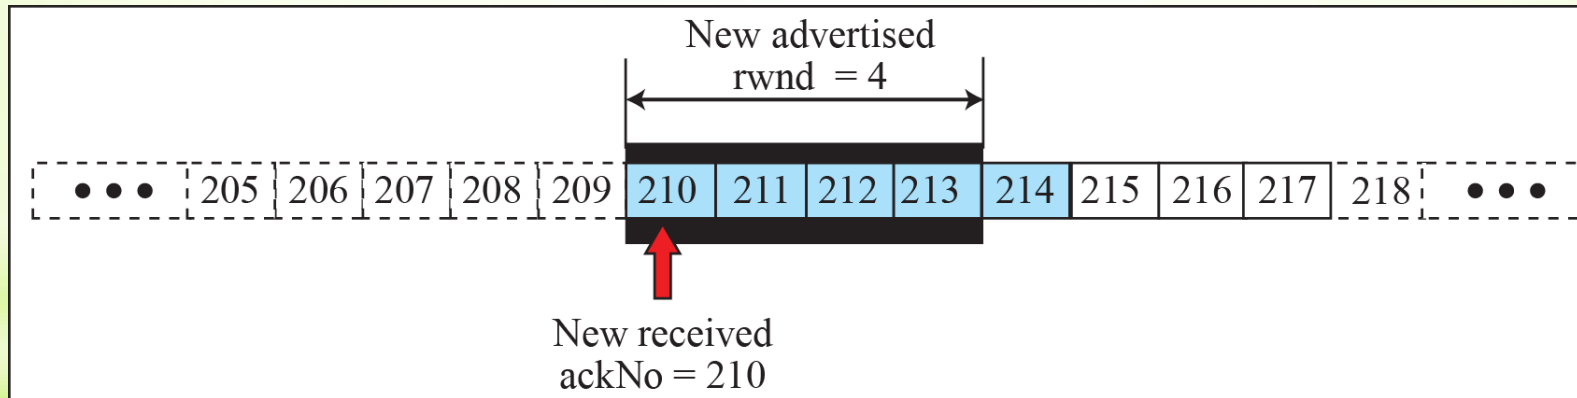 New advertised
rwnd = 4
••• 205 206 207 208 209 210 211 212 213 214 215 216 217 218 •••
New received
ackNo = 210